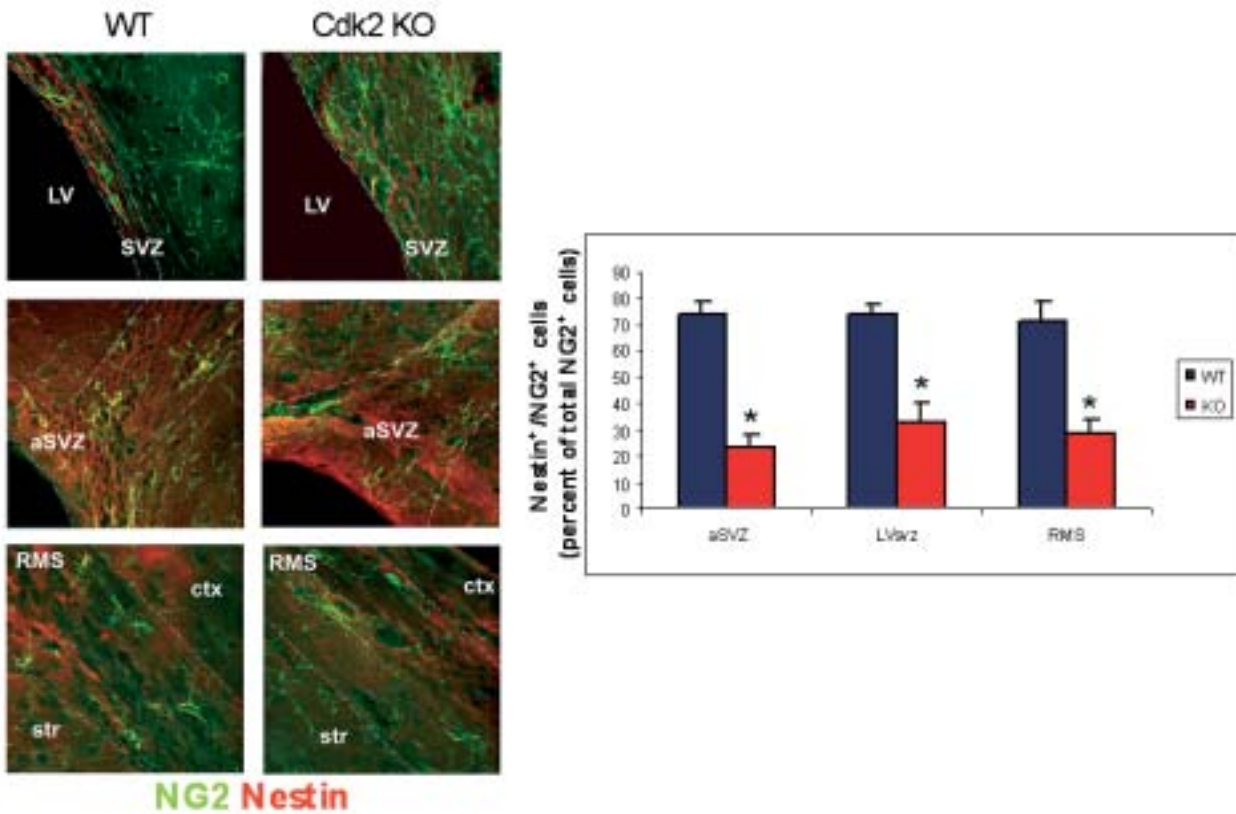 WT Cdk2 KO
LV
SVZ
LV
SVZ
aSVZ
aSVZ
RMS
ctx
str
RMS
ctx
str
NG2 Nestin
Nestin⁺/NG2⁺ cells
(percent of total NG2⁺ cells)
90
80
70
60
50
40
30
20
10
0
*
*
*
aSVZ LVsvz RMS
WT
KO